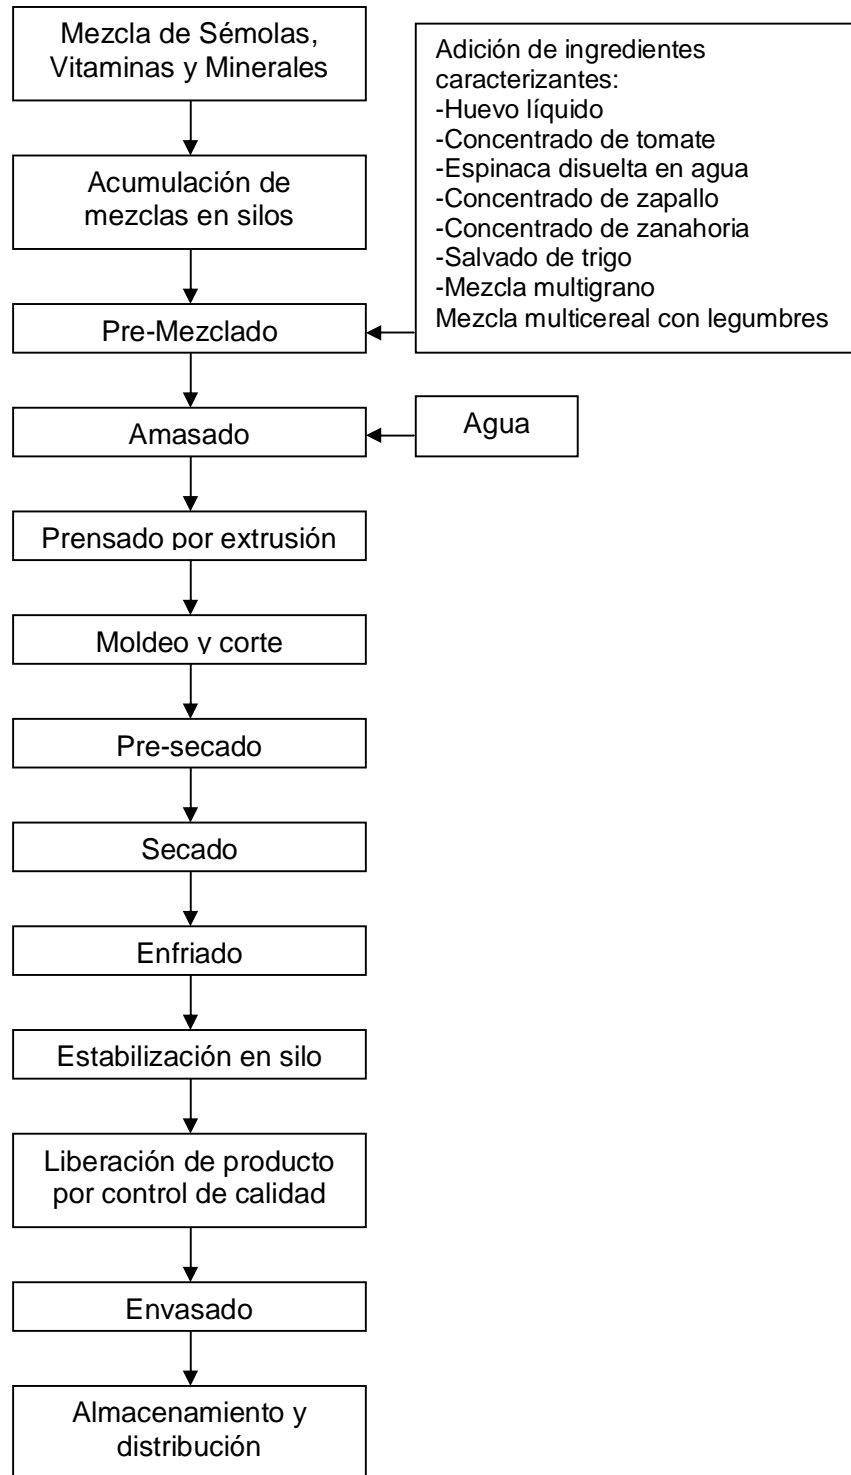 Mezcla de Sémolas,
Vitaminas y Minerales
Adición de ingredientes
caracterizantes:
-Huevo líquido
-Concentrado de tomate
-Espinaca disuelta en agua
-Concentrado de zapallo
-Concentrado de zanahoria
-Salvado de trigo
-Mezcla multigrano
Mezcla multicereal con legumbres
Acumulación de
mezclas en silos
Pre-Mezclado
Amasado
Agua
Prensado por extrusión
Moldeo y corte
Pre-secado
Secado
Enfriado
Estabilización en silo
Liberación de producto
por control de calidad
Envasado
Almacenamiento y
distribución